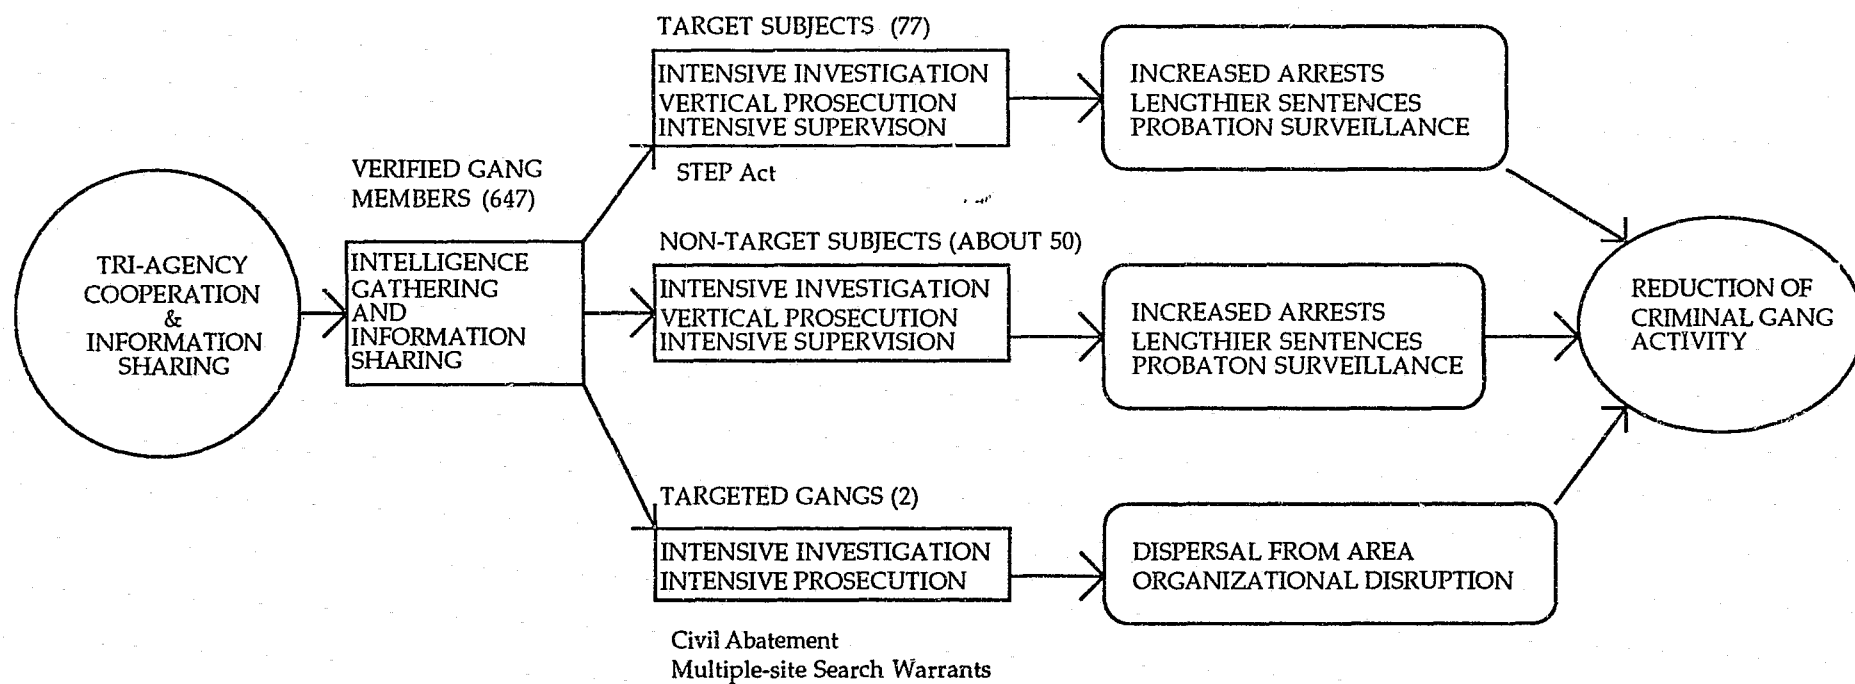 TRI-AGENCY
COOPERATION
&
INFORMATION
SHARING
VERIFIED GANG
MEMBERS (647)
INTELLIGENCE
GATHERING
AND
INFORMATION
SHARING
TARGET SUBJECTS (77)
INTENSIVE INVESTIGATION
VERTICAL PROSECUTION
INTENSIVE SUPERVISON
STEP Act
INCREASED ARRESTS
LENGTHIER SENTENCES
PROBATION SURVEILLANCE
NON-TARGET SUBJECTS (ABOUT 50)
INTENSIVE INVESTIGATION
VERTICAL PROSECUTION
INTENSIVE SUPERVISION
INCREASED ARRESTS
LENGTHIER SENTENCES
PROBATON SURVEILLANCE
TARGETED GANGS (2)
INTENSIVE INVESTIGATION
INTENSIVE PROSECUTION
Civil Abatement
Multiple-site Search Warrants
DISPERSAL FROM AREA
ORGANIZATIONAL DISRUPTION
REDUCTION OF
CRIMINAL GANG
ACTIVITY